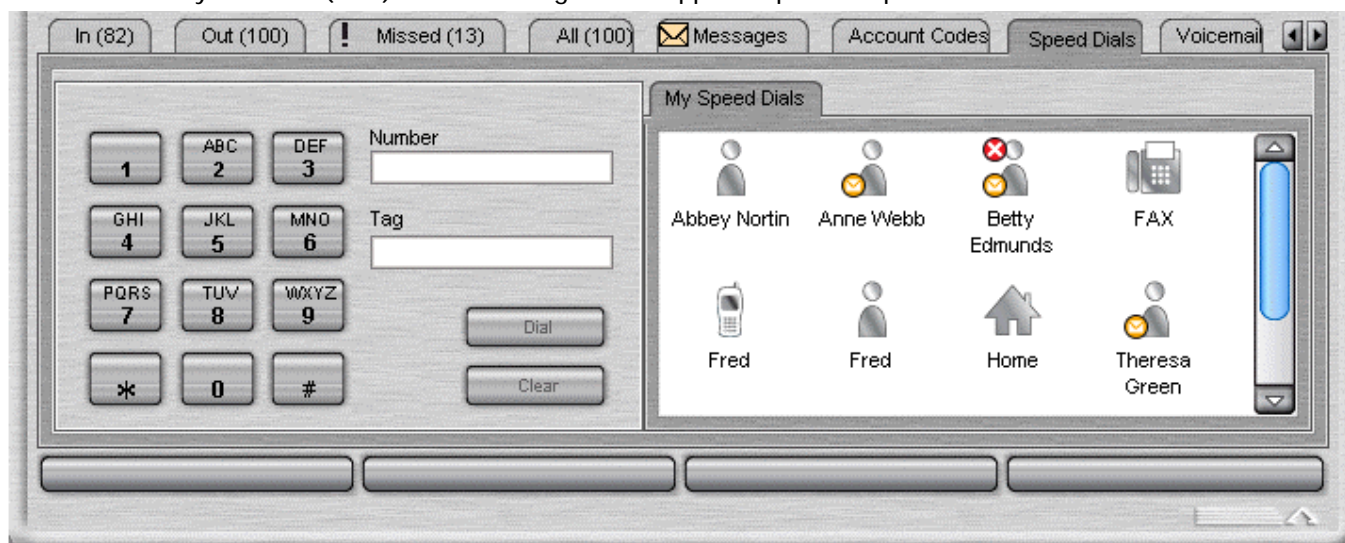 In (82) Out (100) ! Missed (13) All (100) Messages Account Codes Speed Dials Voicemail
My Speed Dials
Number
1 ABC 2 DEF 3
Tag
GHI 4 JKL 5 MNO 6
PQRS 7 TUV 8 WXYZ 9
* 0 #
Dial
Clear
Abbey Nortin Anne Webb Betty Edmunds FAX
Fred Fred Home Theresa Green